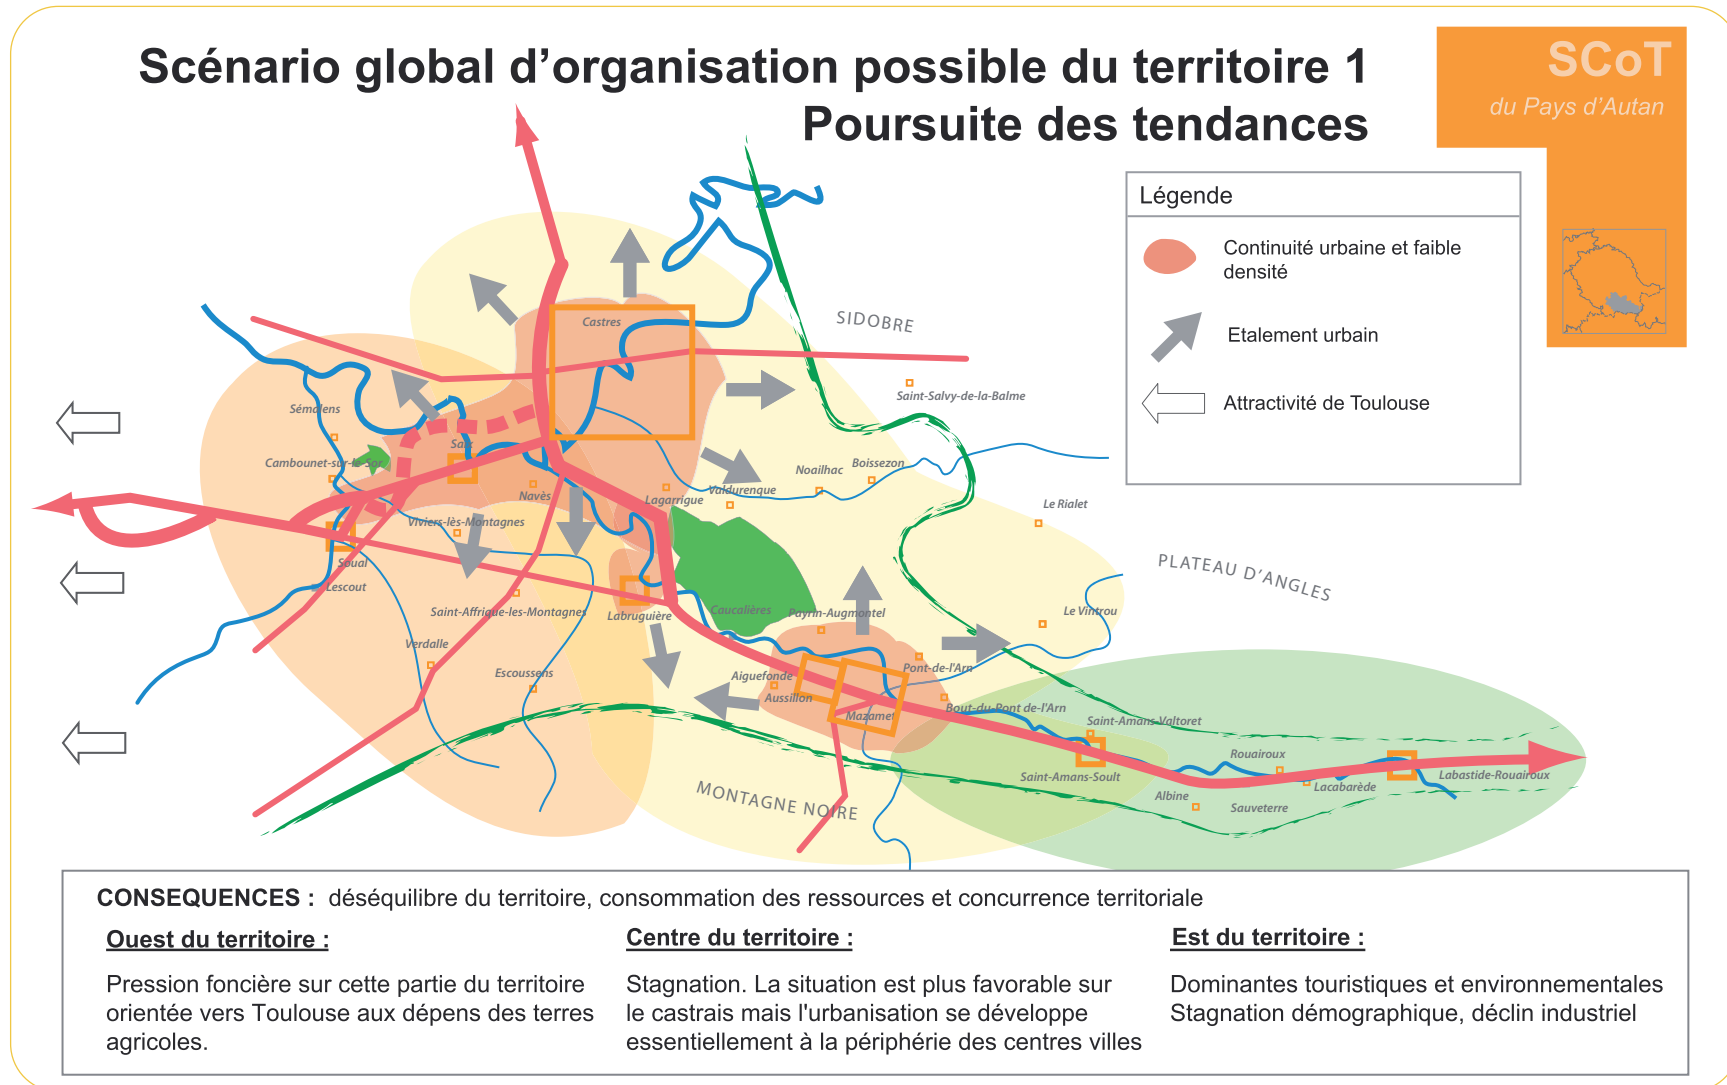 Scénario global d’organisation possible du territoire 1
Poursuite des tendances
SCoT
du Pays d’Autan
Légende
Continuité urbaine et faible
densité
Etalement urbain
Attractivité de Toulouse
SIDOBRE
Castres
Saint-Salvy-de-la-Balme
Sémalens
Saïx
Cambounet-sur-le-Sor
Noailhac
Boissezon
Navès
Lagarrigue
Valdurenque
Le Rialet
Viviers-lès-Montagnes
PLATEAU D’ANGLES
Soual
Lescout
Saint-Affrique-les-Montagnes
Labruguière
Caucalières
Payrin-Augmontel
Le Vintrou
Verdalle
Escoussens
Aiguefonde
Pont-de-l'Arn
Aussillon
Mazamet
Bout-du-Pont de-l'Arn
Saint-Amans-Valtoret
Saint-Amans-Soult
Rouairoux
Labastide-Rouairoux
Lacabarède
Albine
Sauveterre
MONTAGNE NOIRE
CONSEQUENCES : déséquilibre du territoire, consommation des ressources et concurrence territoriale
Ouest du territoire :
Pression foncière sur cette partie du territoire
orientée vers Toulouse aux dépens des terres
agricoles.
Centre du territoire :
Stagnation. La situation est plus favorable sur
le castrais mais l'urbanisation se développe
essentiellement à la périphérie des centres villes
Est du territoire :
Dominantes touristiques et environnementales
Stagnation démographique, déclin industriel